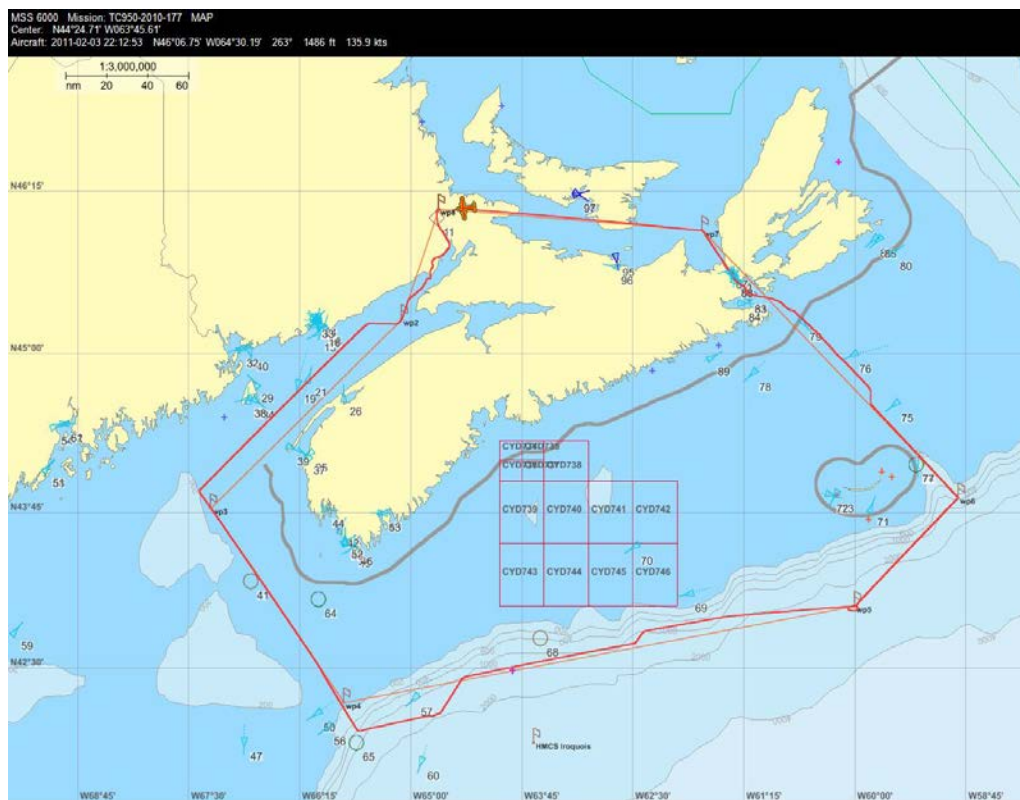 MSS 6000 Mission: TC950-2010-177 MAP
Center: N44°24.71' W063°45.61'
Aircraft: 2011-02-03 22:12:53 N46°06.75' W064°30.19' 263° 1486 ft 135.9 kts
1:3,000,000
nm 20 40 60
N46°15'
97
wp8
11
wp7
95
96
80
83
84
wp2
79
N45°00'
32
40
76
89
78
29
38
21
19
26
75
39
37
CYD738
77
wp6
N43°45'
wp3
44
53
CYD739
CYD740
CYD741
CYD742
723
71
70
CYD743
CYD744
CYD745
CYD746
41
64
69
wp5
59
68
N42°30'
wp4
57
50
56
47
65
HMCS Iroquois
60
W68°45'
W67°30'
W66°15'
W65°00'
W63°45'
W62°30'
W61°15'
W60°00'
W58°45'